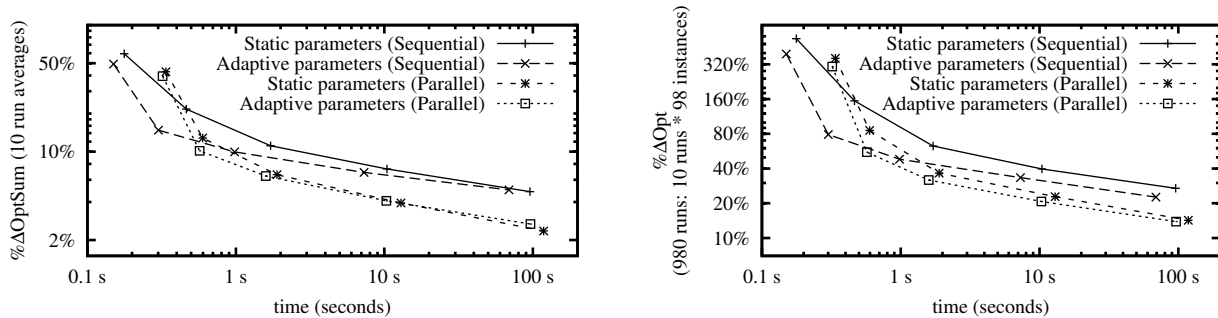 %ΔOptSum (10 run averages)
50%
10%
2%
Static parameters (Sequential)
Adaptive parameters (Sequential)
Static parameters (Parallel)
Adaptive parameters (Parallel)
0.1 s
1 s
10 s
100 s
time (seconds)
%ΔOpt
(980 runs: 10 runs * 98 instances)
320%
160%
80%
40%
20%
10%
Static parameters (Sequential)
Adaptive parameters (Sequential)
Static parameters (Parallel)
Adaptive parameters (Parallel)
0.1 s
1 s
10 s
100 s
time (seconds)